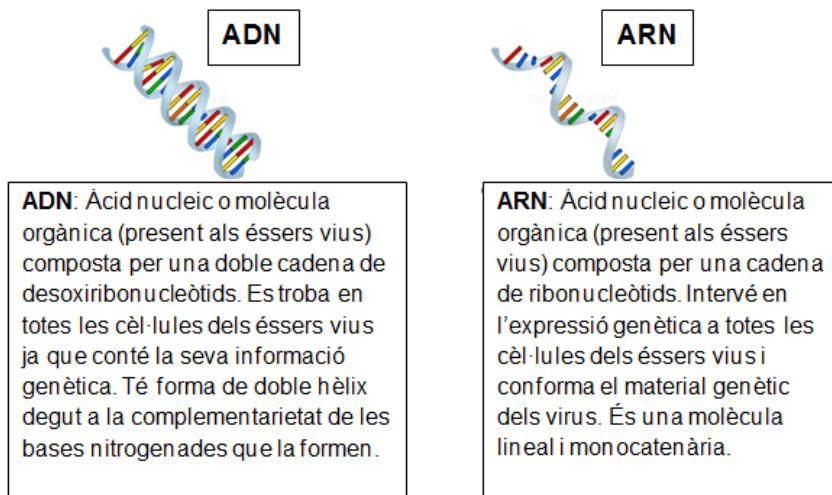 ADN
ARN
ADN: Àcid nucleic o molècula
orgànica (present als éssers vius)
composta per una doble cadena de
desoxiribonucleòtids. Es troba en
totes les cèl·lules dels éssers vius
ja que conté la seva informació
genètica. Té forma de doble hèlix
degut a la complementarietat de les
bases nitrogenades que la formen.
ARN: Àcid nucleic o molècula
orgànica (present als éssers
vius) composta per una cadena
de ribonucleòtids. Intervé en
l'expressió genètica a totes les
cèl·lules dels éssers vius i
conforma el material genètic
dels virus. És una molècula
lineal i monocatenària.